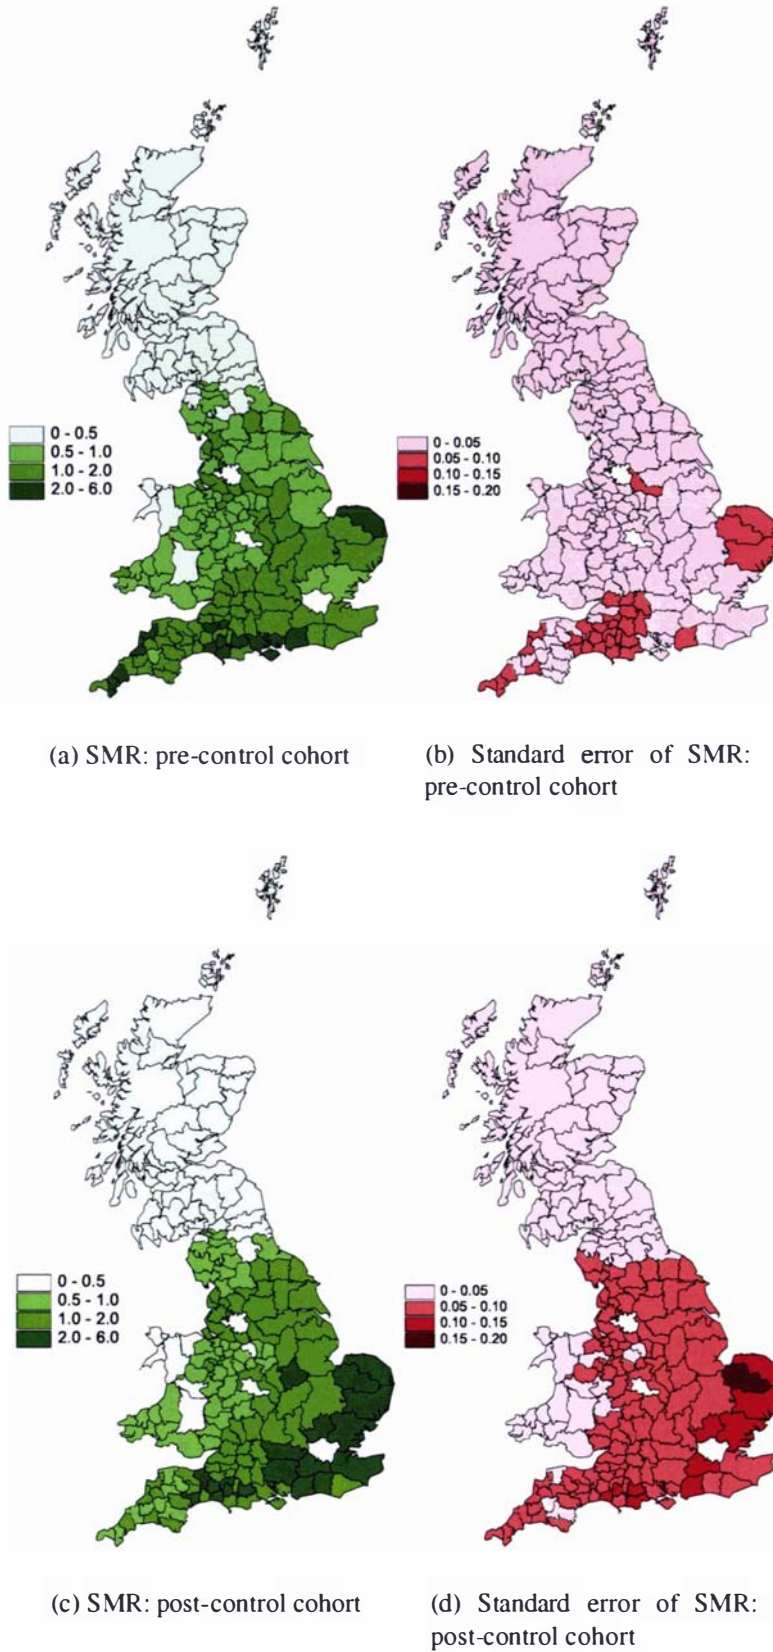 0 - 0.5
0.5 - 1.0
1.0 - 2.0
2.0 - 6.0
0 - 0.05
0.05 - 0.10
0.10 - 0.15
0.15 - 0.20
(a) SMR: pre-control cohort
(b) Standard error of SMR:
pre-control cohort
0 - 0.5
0.5 - 1.0
1.0 - 2.0
2.0 - 6.0
0 - 0.05
0.05 - 0.10
0.10 - 0.15
0.15 - 0.20
(c) SMR: post-control cohort
(d) Standard error of SMR:
post-control cohort